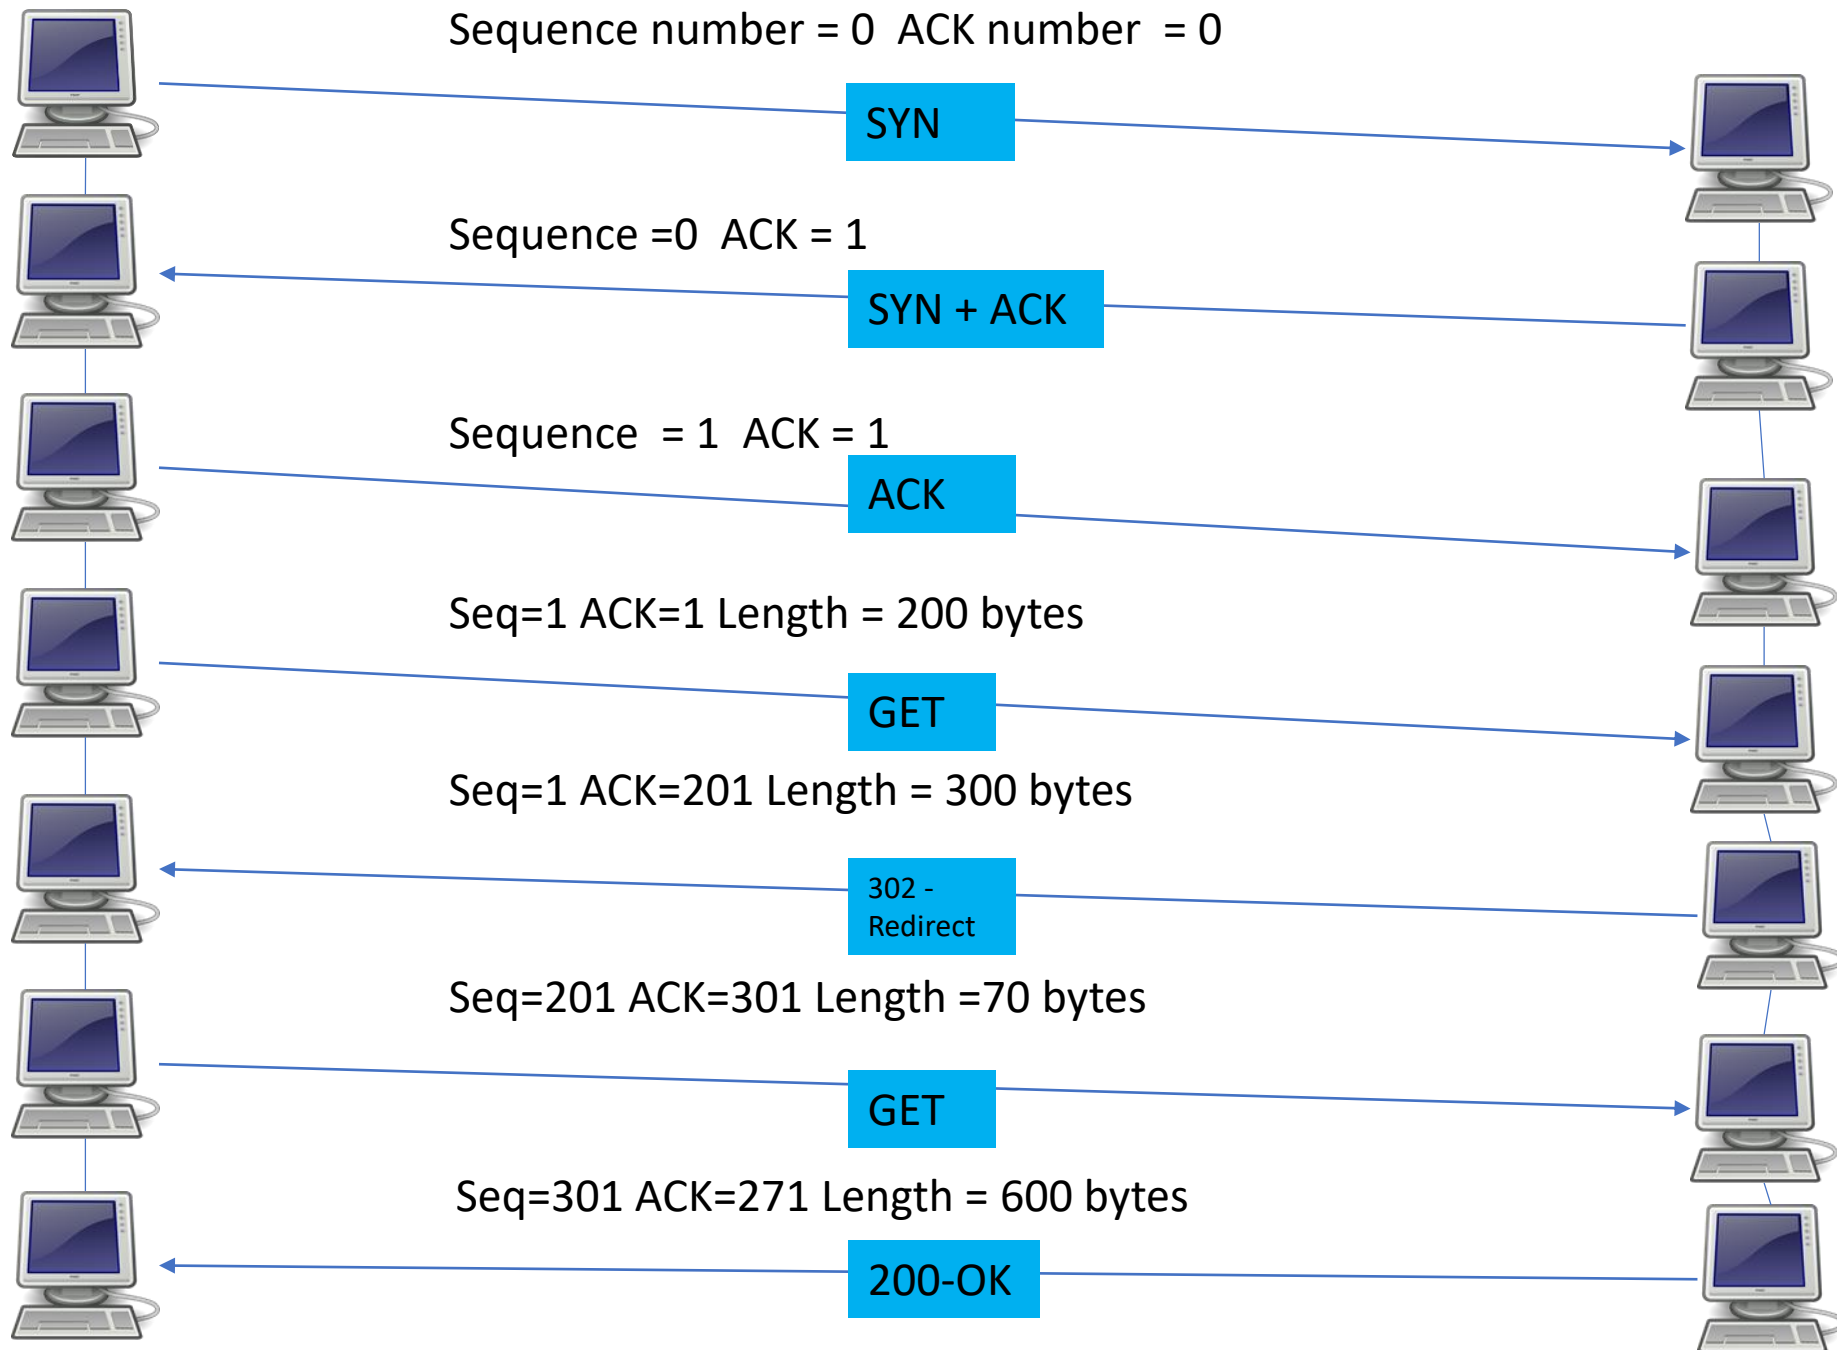 Sequence number = 0  ACK number  = 0
SYN
Sequence =0  ACK = 1
SYN + ACK
Sequence  = 1  ACK = 1
ACK
Seq=1 ACK=1 Length = 200 bytes
GET
Seq=1 ACK=201 Length = 300 bytes
302 -
Redirect
Seq=201 ACK=301 Length =70 bytes
GET
Seq=301 ACK=271 Length = 600 bytes
200-OK